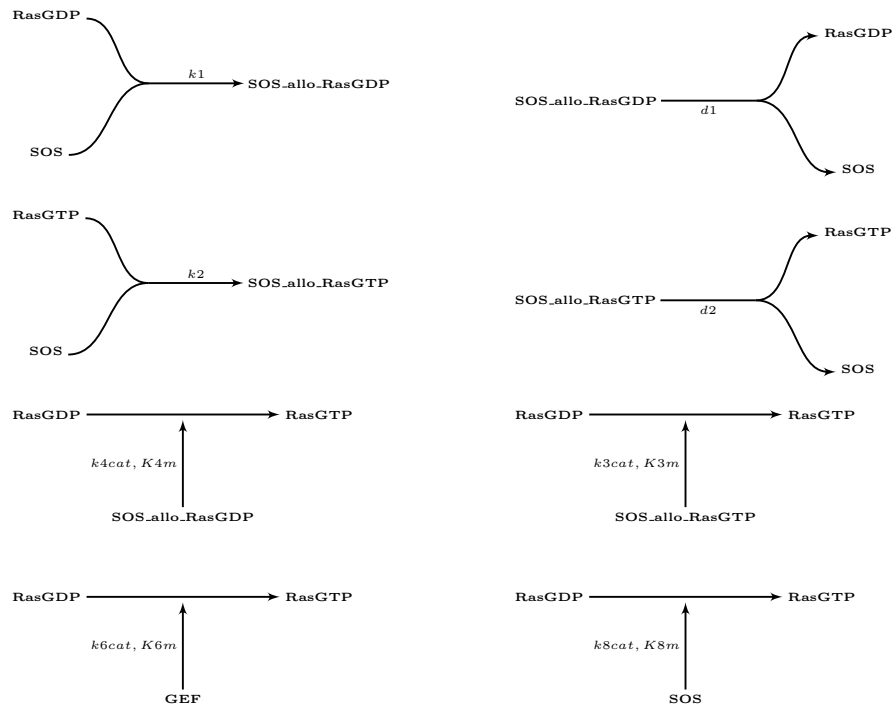 RasGDP
k1
SOS_allo_RasGDP
SOS
RasGDP
SOS_allo_RasGDP
d1
SOS
RasGTP
k2
SOS_allo_RasGTP
SOS
RasGTP
SOS_allo_RasGTP
d2
SOS
RasGDP RasGTP
k4cat, K4m
SOS_allo_RasGDP
RasGDP RasGTP
k3cat, K3m
SOS_allo_RasGTP
RasGDP RasGTP
k6cat, K6m
GEF
RasGDP RasGTP
k8cat, K8m
SOS